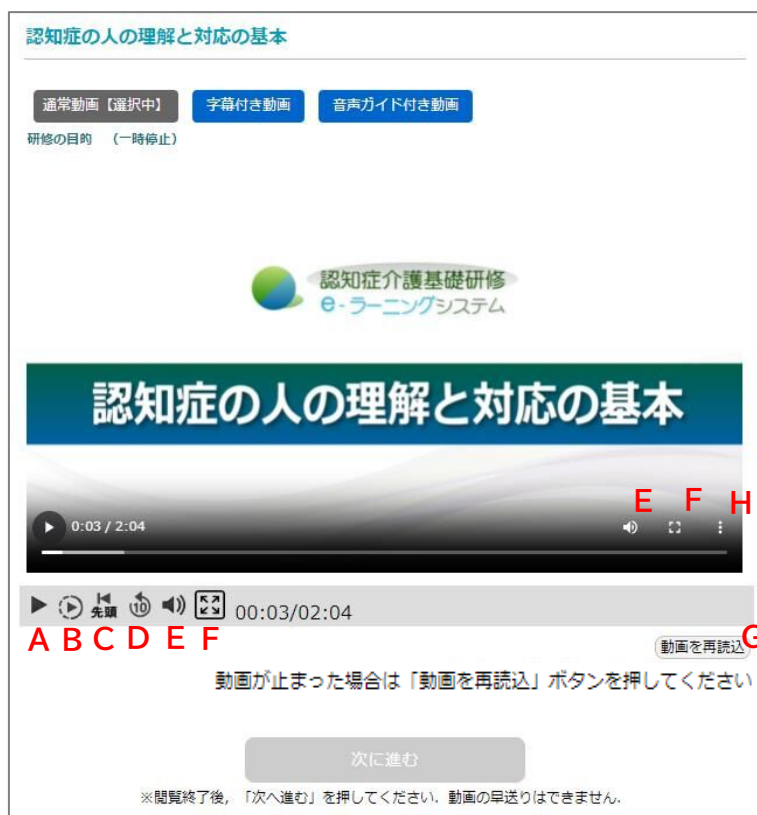 認知症の人の理解と対応の基本
通常動画【選択中】 字幕付き動画 音声ガイド付き動画
研修の目的 （一時停止）
認知症介護基礎研修
e-ラーニングシステム
認知症の人の理解と対応の基本
E F H
0:03 / 2:04
先頭 10 00:03/02:04
A B C D E F
動画を再読込 G
動画が止まった場合は「動画を再読込」ボタンを押してください
次に進む
※閲覧終了後，「次へ進む」を押してください．動画の早送りはできません．